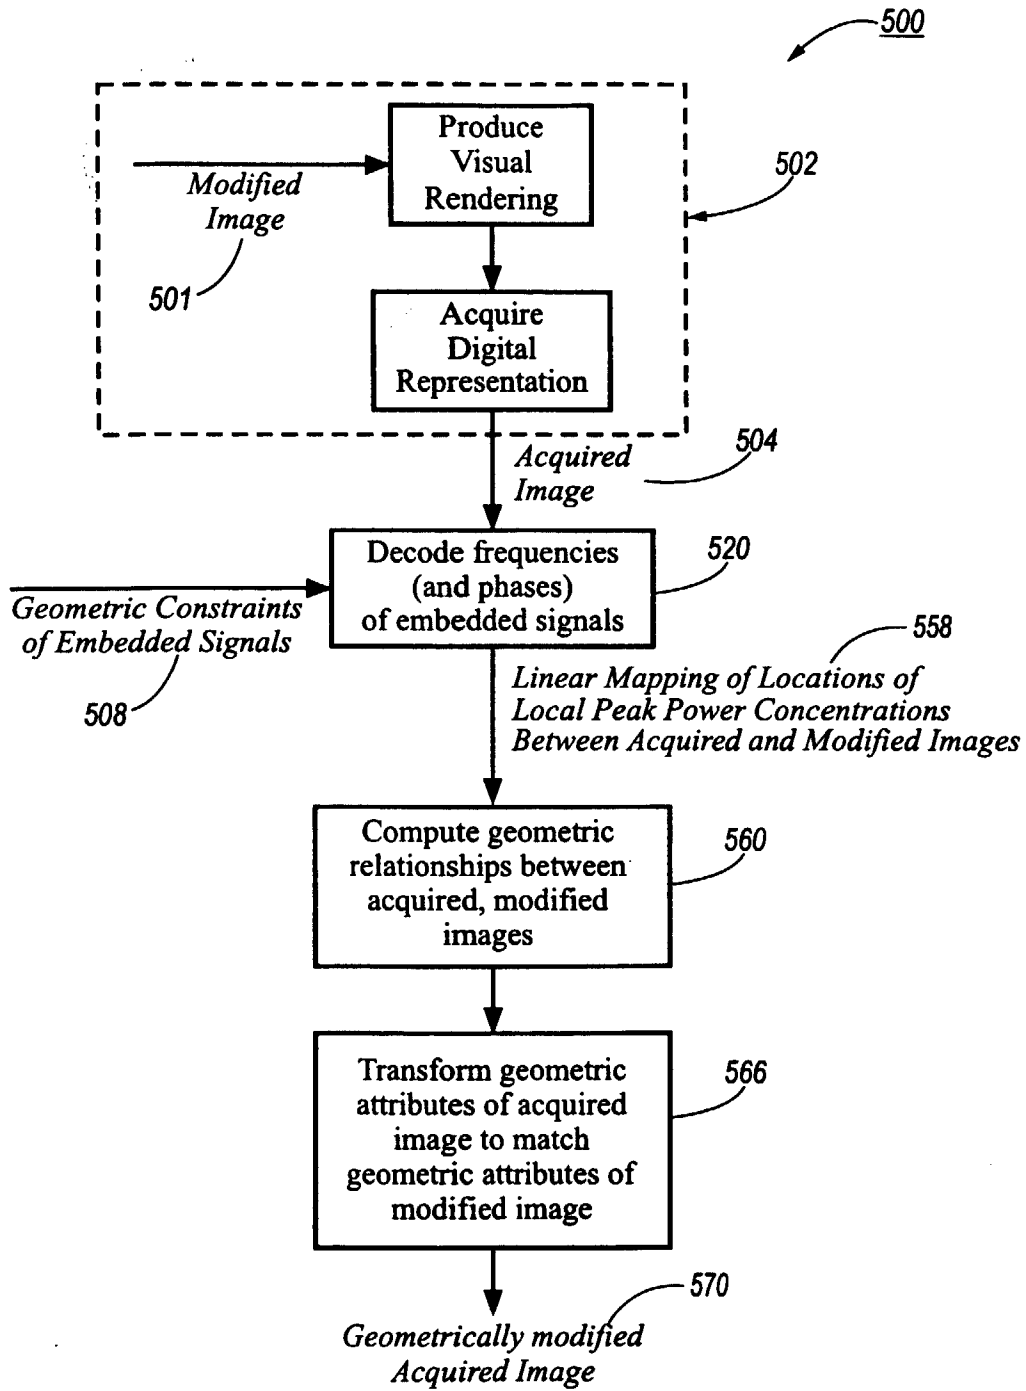 500
Produce
Visual
Rendering
502
Modified
Image
501
Acquire
Digital
Representation
504
Acquired
Image
Decode frequencies
(and phases)
of embedded signals
520
Geometric Constraints
of Embedded Signals
508
558
Linear Mapping of Locations of
Local Peak Power Concentrations
Between Acquired and Modified Images
Compute geometric
relationships between
acquired, modified
images
560
Transform geometric
attributes of acquired
image to match
geometric attributes of
modified image
566
570
Geometrically modified
Acquired Image